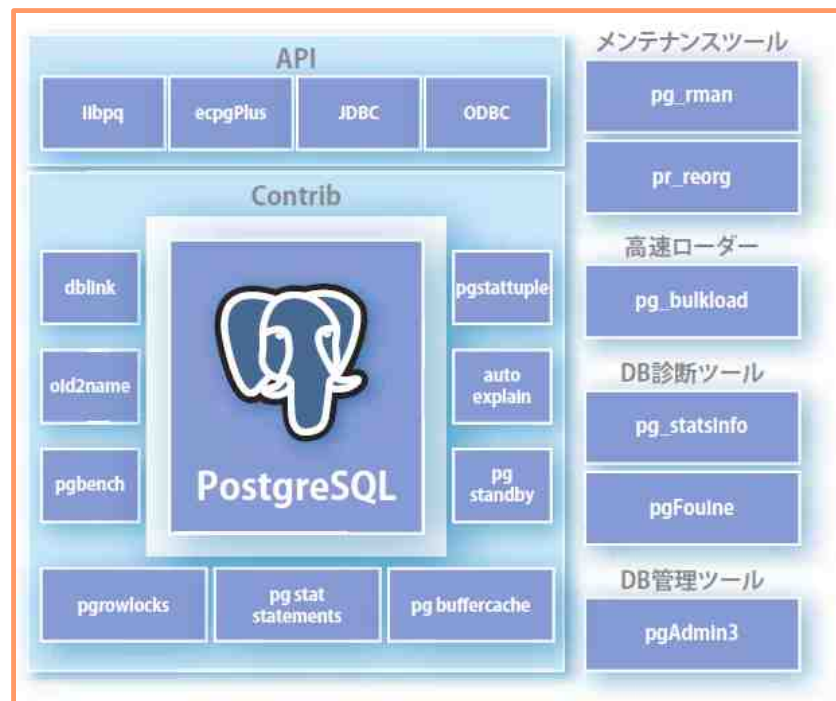 API
libpq
ecpgPlus
JDBC
ODBC
Contrib
dblink
old2name
pgbench
PostgreSQL
pgstattuple
auto
explain
pg
standby
pgrowlocks
pg stat
statements
pg buffercache
メンテナンスツール
pg_rman
pr_reorg
高速ローダー
pg_bulkload
DB診断ツール
pg_statsinfo
pgFouine
DB管理ツール
pgAdmin3